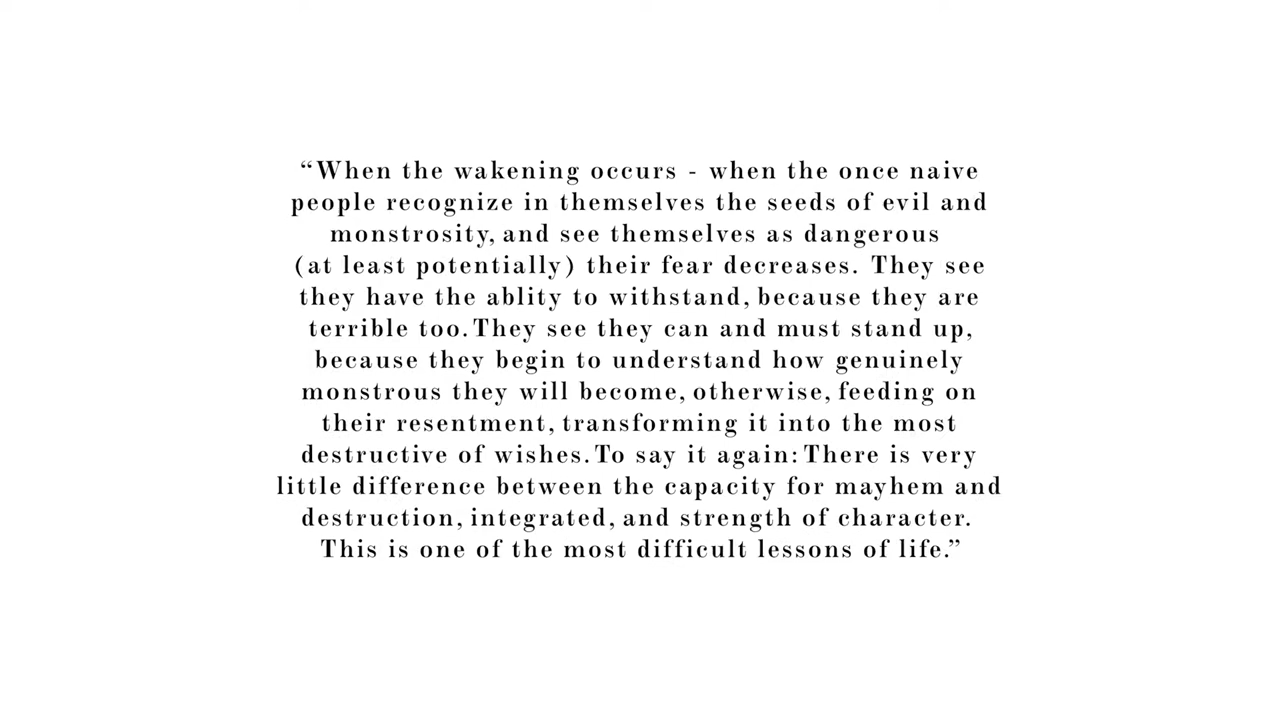 “When the wakening occurs - when the once naive
people recognize in themselves the seeds of evil and
monstrosity, and see themselves as dangerous
(at least potentially) their fear decreases. They see
they have the ablity to withstand, because they are
terrible too. They see they can and must stand up,
because they begin to understand how genuinely
monstrous they will become, otherwise, feeding on
their resentment, transforming it into the most
destructive of wishes. To say it again: There is very
little difference between the capacity for mayhem and
destruction, integrated, and strength of character.
This is one of the most difficult lessons of life.”